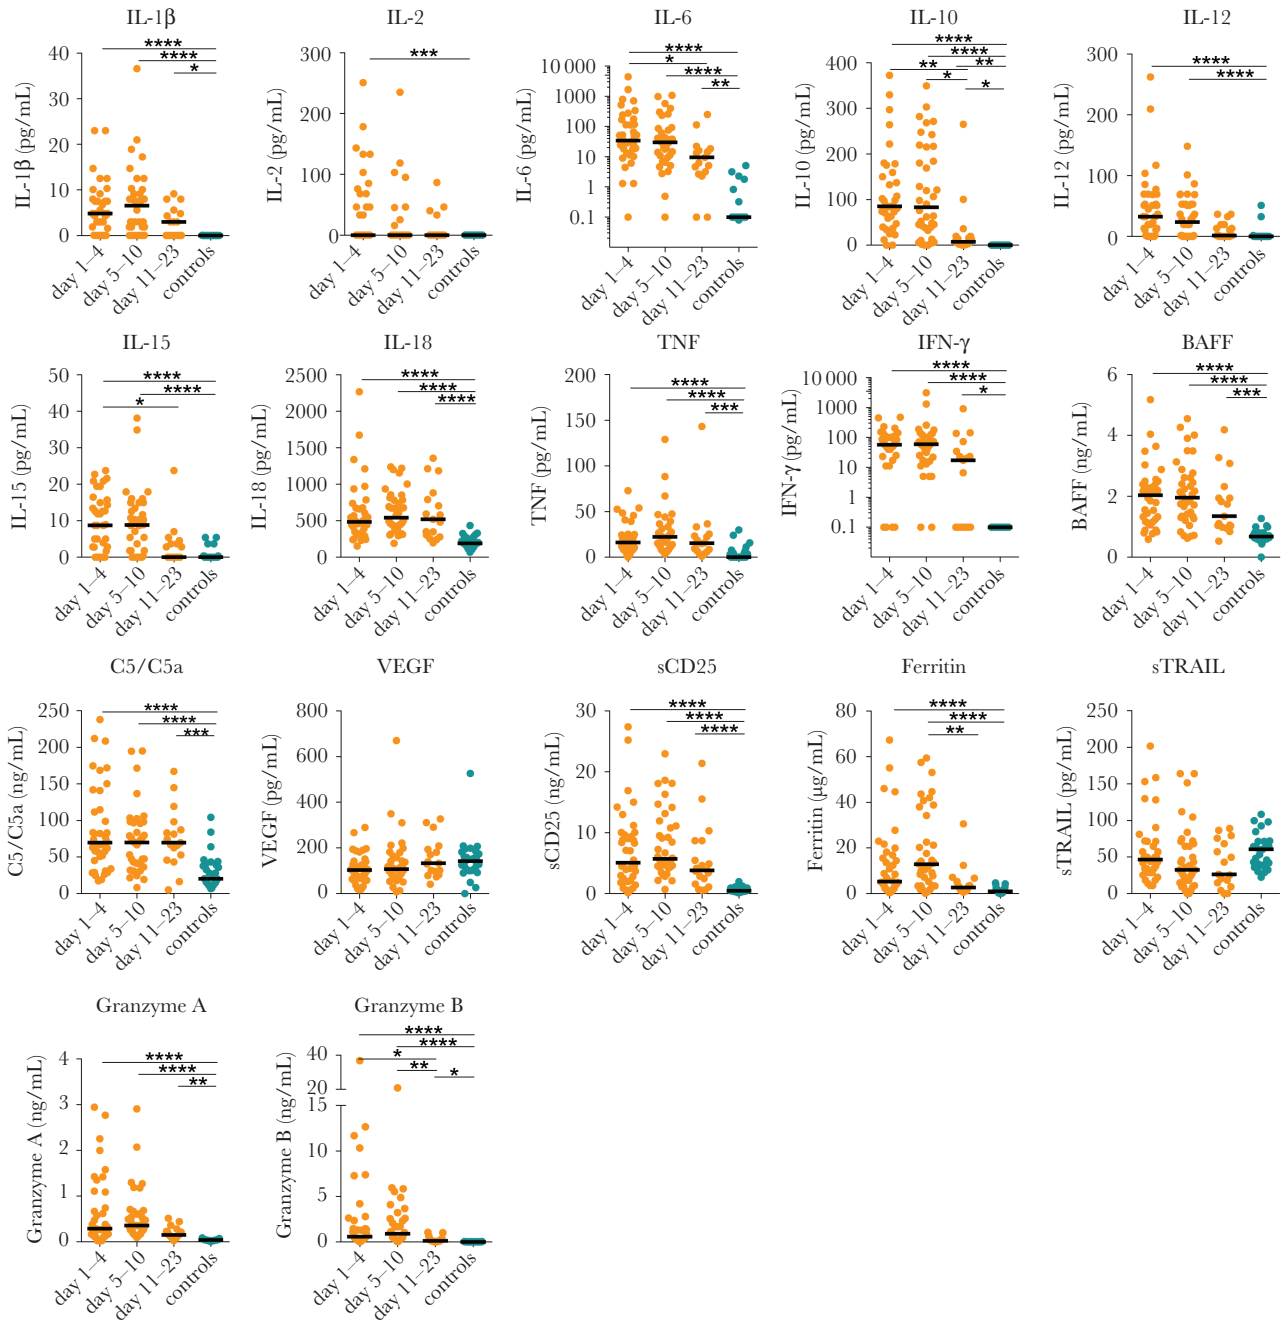 IL-1β
IL-1β (pg/mL)
40
30
20
10
0
****
****
*
day 1–4
day 5–10
day 11–23
controls
IL-2
IL-2 (pg/mL)
300
200
100
0
***
day 1–4
day 5–10
day 11–23
controls
IL-6
IL-6 (pg/mL)
10 000
1000
100
10
1
0.1
****
*
****
**
day 1–4
day 5–10
day 11–23
controls
IL-10
IL-10 (pg/mL)
400
300
200
100
0
****
****
** **
*
*
day 1–4
day 5–10
day 11–23
controls
IL-12
IL-12 (pg/mL)
300
200
100
0
****
****
day 1–4
day 5–10
day 11–23
controls
IL-15
IL-15 (pg/mL)
50
40
30
20
10
0
****
****
*
day 1–4
day 5–10
day 11–23
controls
IL-18
IL-18 (pg/mL)
2500
2000
1500
1000
500
0
****
****
****
day 1–4
day 5–10
day 11–23
controls
TNF
TNF (pg/mL)
200
150
100
50
0
****
****
***
day 1–4
day 5–10
day 11–23
controls
IFN-γ
IFN-γ (pg/mL)
10 000
1000
100
10
1
0.1
****
****
*
day 1–4
day 5–10
day 11–23
controls
BAFF
BAFF (ng/mL)
6
4
2
0
****
****
***
day 1–4
day 5–10
day 11–23
controls
C5/C5a
C5/C5a (ng/mL)
250
200
150
100
50
0
****
****
***
day 1–4
day 5–10
day 11–23
controls
VEGF
VEGF (pg/mL)
800
600
400
200
0
day 1–4
day 5–10
day 11–23
controls
sCD25
sCD25 (ng/mL)
30
20
10
0
****
****
****
day 1–4
day 5–10
day 11–23
controls
Ferritin
Ferritin (μg/mL)
80
60
40
20
0
****
****
**
day 1–4
day 5–10
day 11–23
controls
sTRAIL
sTRAIL (pg/mL)
250
200
150
100
50
0
day 1–4
day 5–10
day 11–23
controls
Granzyme A
Granzyme A (ng/mL)
4
3
2
1
0
****
****
**
day 1–4
day 5–10
day 11–23
controls
Granzyme B
Granzyme B (ng/mL)
40
20
15
10
5
0
****
****
*
**
*
day 1–4
day 5–10
day 11–23
controls